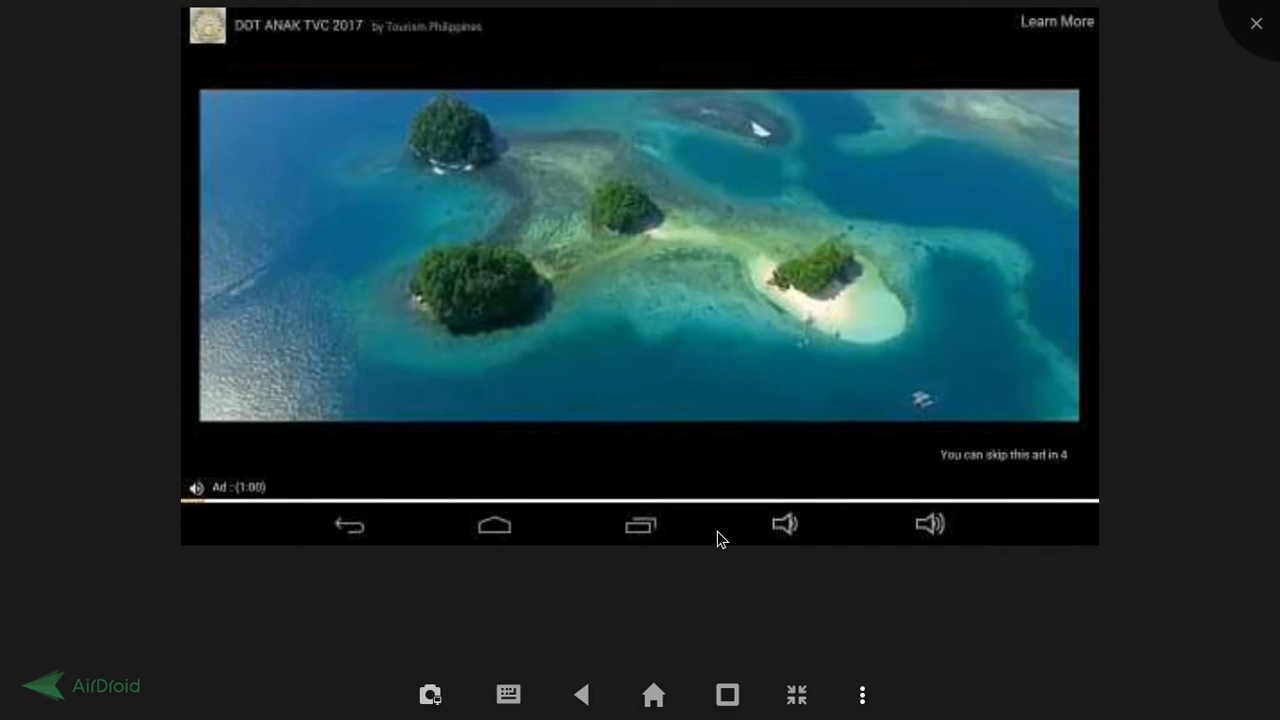 DOT ANAK TVC 2017 by Tourism Philippines
Learn More
You can skip this ad in 4
Ad : (1:00)
AirDroid